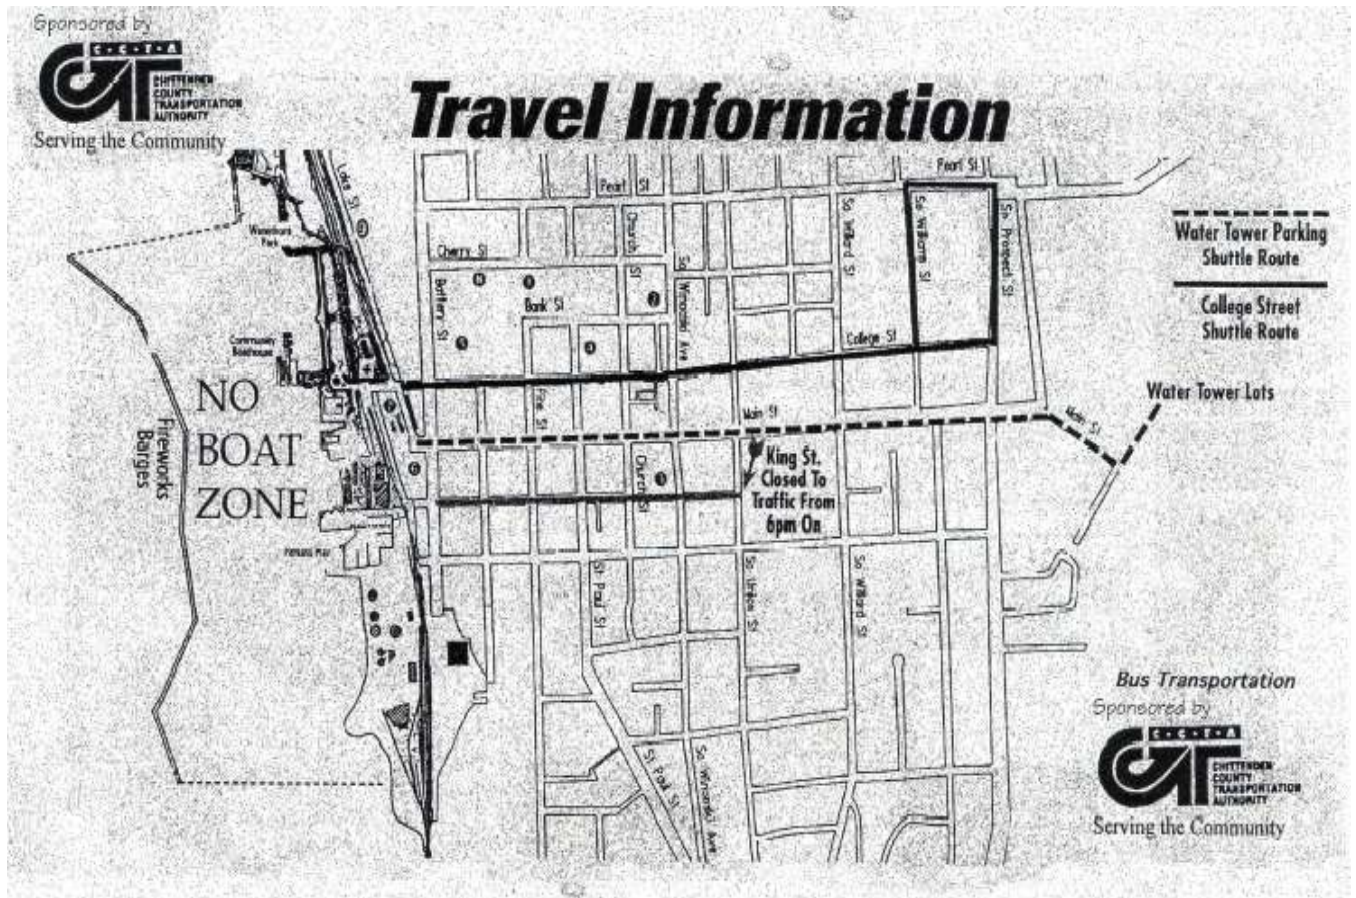 Sponsored by
C·C·T·A
CHITTENDEN
COUNTY
TRANSPORTATION
AUTHORITY
Serving the Community
Travel Information
Lake St
Pearl St
Pearl St
Waterfront
Park
Cherry St
Church St
So Willard St
So Williams St
So Prospect St
Water Tower Parking
Shuttle Route
College Street
Shuttle Route
Battery St
Bank St
So Winooski Ave
College St
Community
Boathouse
NO
BOAT
ZONE
Fireworks
Barges
Pine St
Main St
Main St
Water Tower Lots
King St.
Closed To
Traffic From
6pm On
Church St
St Paul St
So Union St
So Willard St
St Paul St
So Winooski Ave
Bus Transportation
Sponsored by
C·C·T·A
CHITTENDEN
COUNTY
TRANSPORTATION
AUTHORITY
Serving the Community